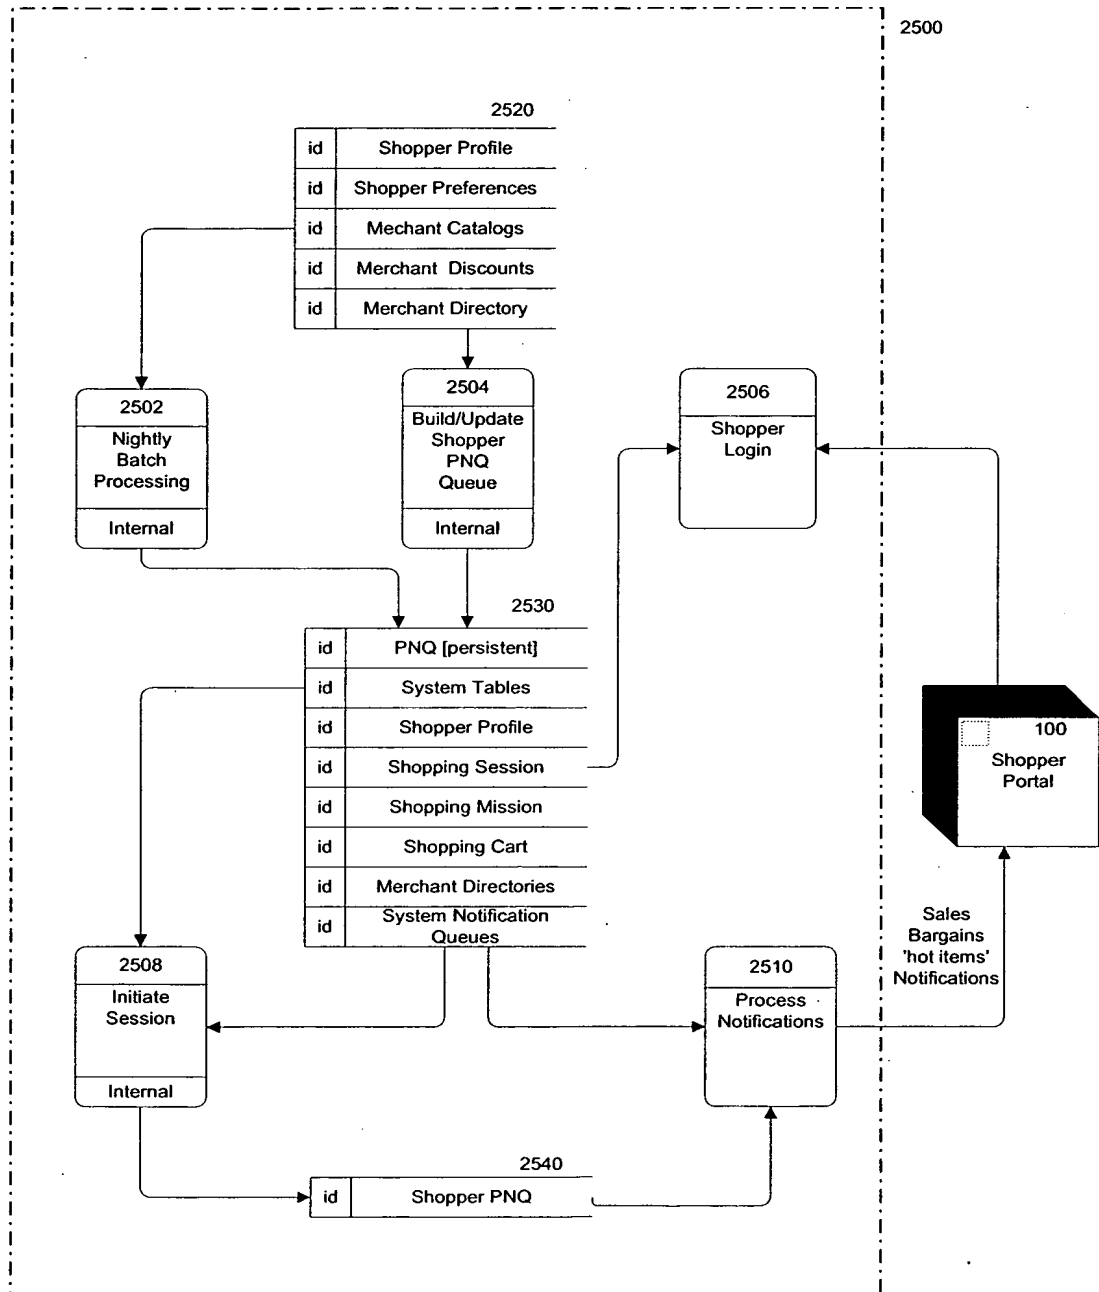 2500
2520
id Shopper Profile
id Shopper Preferences
id Mechant Catalogs
id Merchant Discounts
id Merchant Directory
2502
Nightly
Batch
Processing
Internal
2504
Build/Update
Shopper
PNQ
Queue
Internal
2506
Shopper
Login
2530
id PNQ [persistent]
id System Tables
id Shopper Profile
id Shopping Session
id Shopping Mission
id Shopping Cart
id Merchant Directories
id System Notification
Queues
100
Shopper
Portal
Sales
Bargains
'hot items'
Notifications
2508
Initiate
Session
Internal
2510
Process
Notifications
2540
id Shopper PNQ